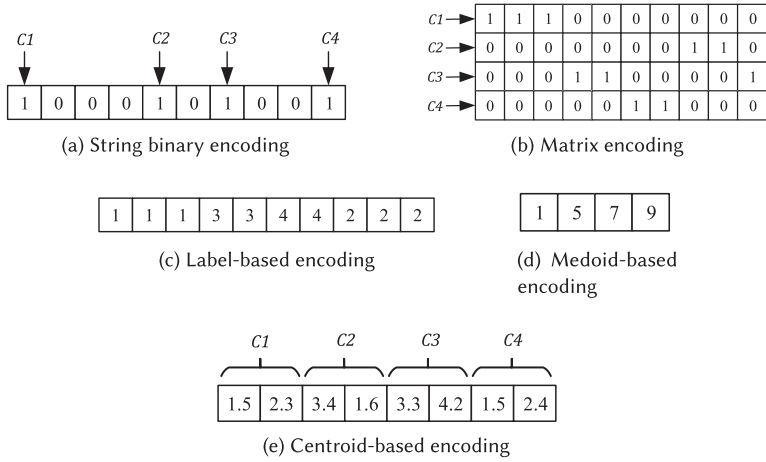 C1 C2 C3 C4
1 0 0 0 1 0 1 0 0 1
(a) String binary encoding
C1 1 1 1 0 0 0 0 0 0 0
C2 0 0 0 0 0 0 0 1 1 0
C3 0 0 0 1 1 0 0 0 0 1
C4 0 0 0 0 0 1 1 0 0 0
(b) Matrix encoding
1 1 1 3 3 4 4 2 2 2
(c) Label-based encoding
1 5 7 9
(d) Medoid-based
encoding
C1 C2 C3 C4
1.5 2.3 3.4 1.6 3.3 4.2 1.5 2.4
(e) Centroid-based encoding